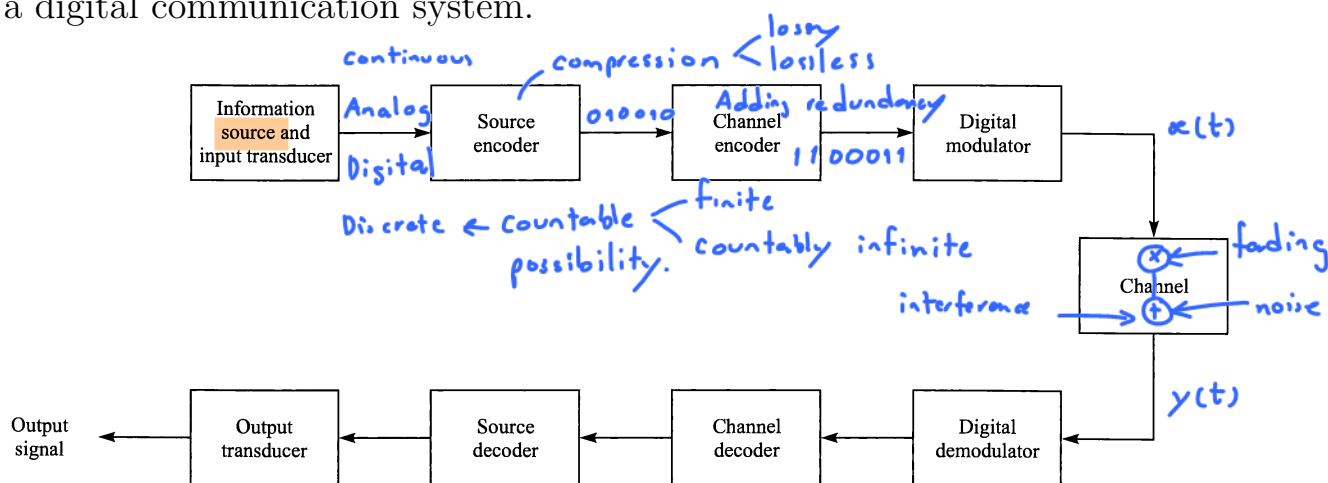 a digital communication system.
continuous
compression
lossy
lossless
Information
source and
input transducer
Analog
Digital
Source
encoder
010010
Adding redundancy
Channel
encoder
1100011
Digital
modulator
x(t)
Discrete ← countable
possibility.
finite
countably infinite
x
fading
Channel
interference
+
noise
y(t)
Output
signal
Output
transducer
Source
decoder
Channel
decoder
Digital
demodulator